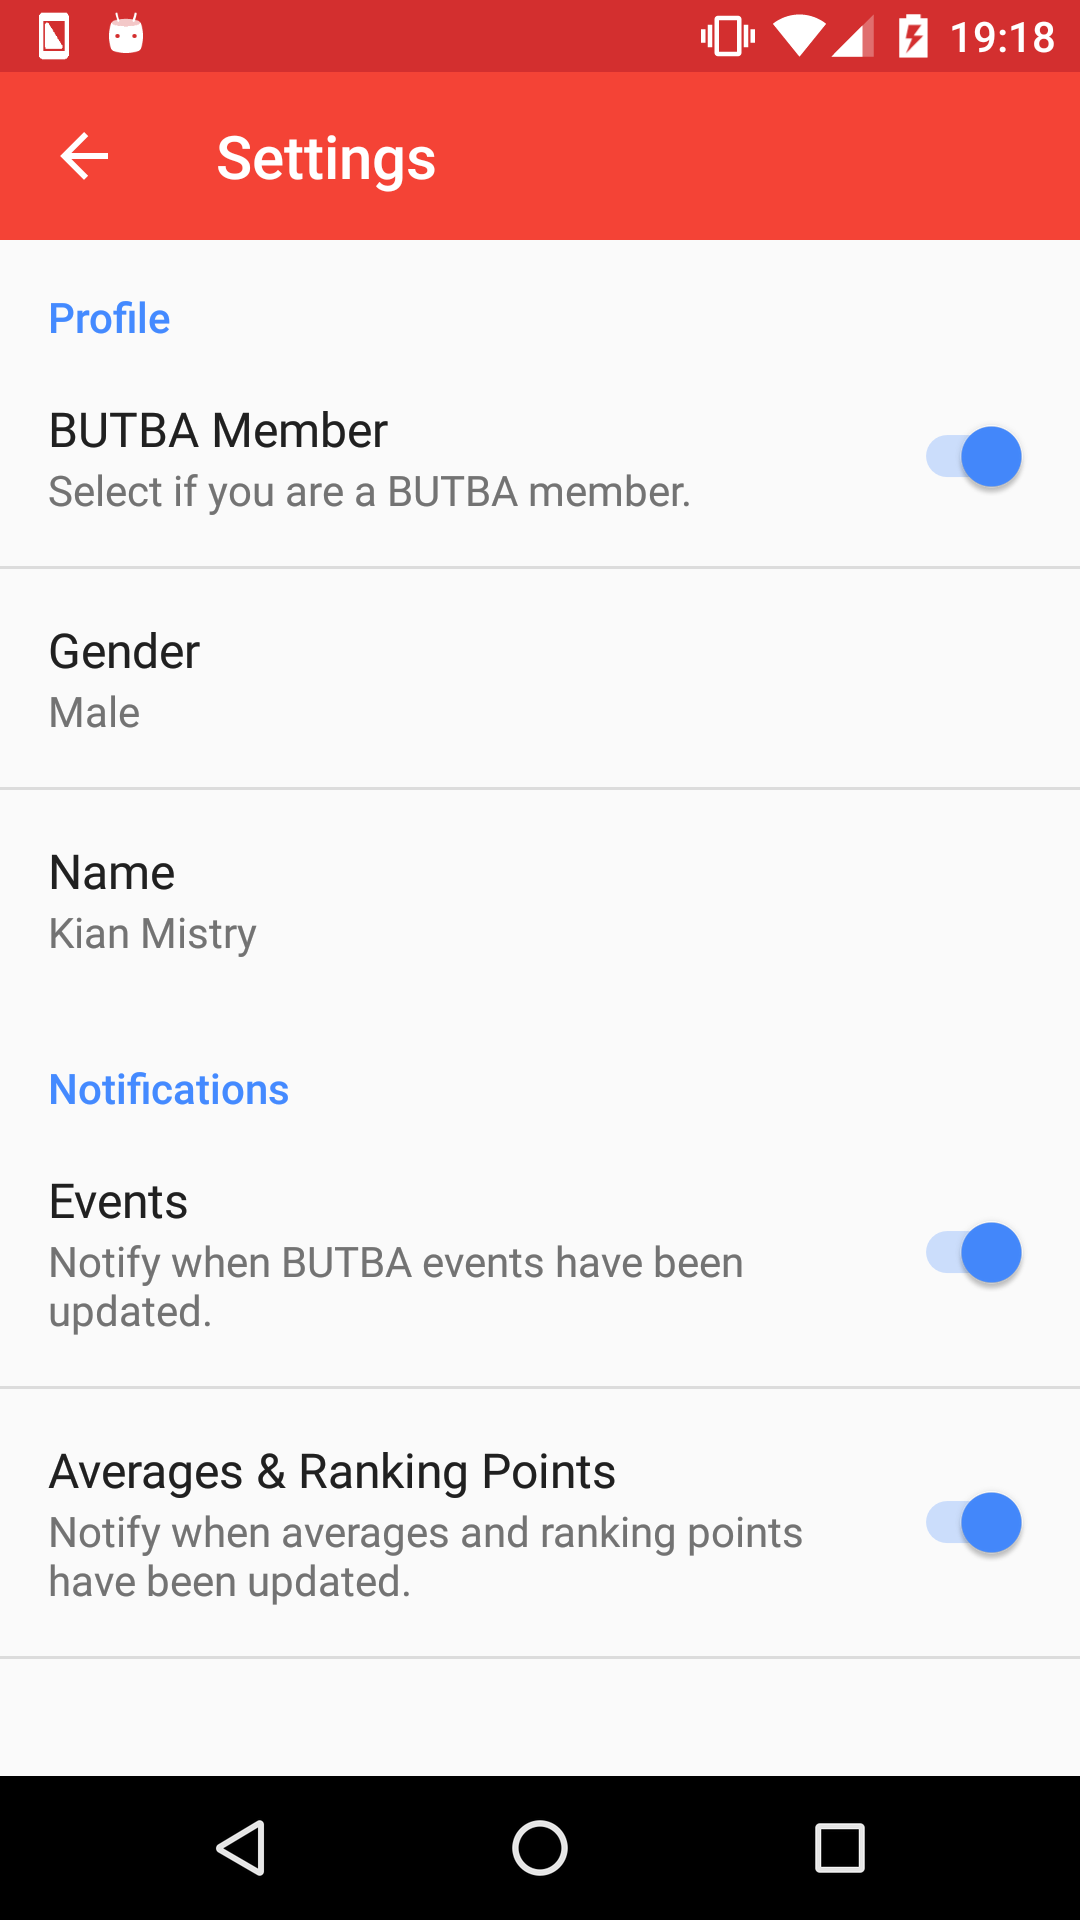 19:18
Settings
Profile
BUTBA Member
Select if you are a BUTBA member.
Gender
Male
Name
Kian Mistry
Notifications
Events
Notify when BUTBA events have been
updated.
Averages & Ranking Points
Notify when averages and ranking points
have been updated.